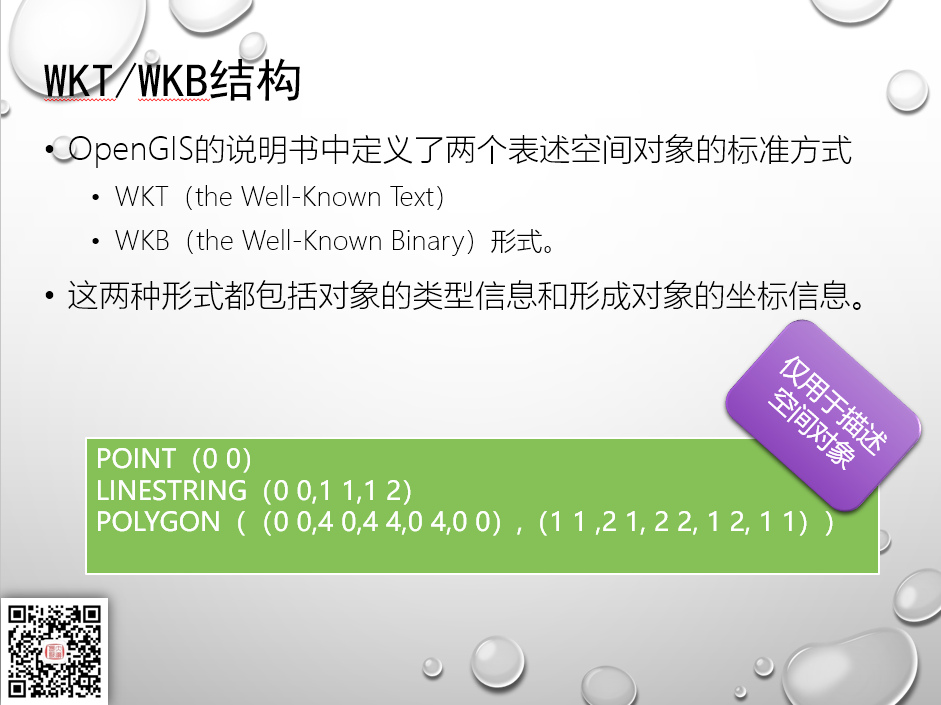 WKT/WKB结构
• OpenGIS的说明书中定义了两个表述空间对象的标准方式
• WKT（the Well-Known Text）
• WKB（the Well-Known Binary）形式。
• 这两种形式都包括对象的类型信息和形成对象的坐标信息。
仅用于描述
空间对象
POINT（0 0）
LINESTRING（0 0,1 1,1 2）
POLYGON（（0 0,4 0,4 4,0 4,0 0）,（1 1 ,2 1, 2 2, 1 2, 1 1））